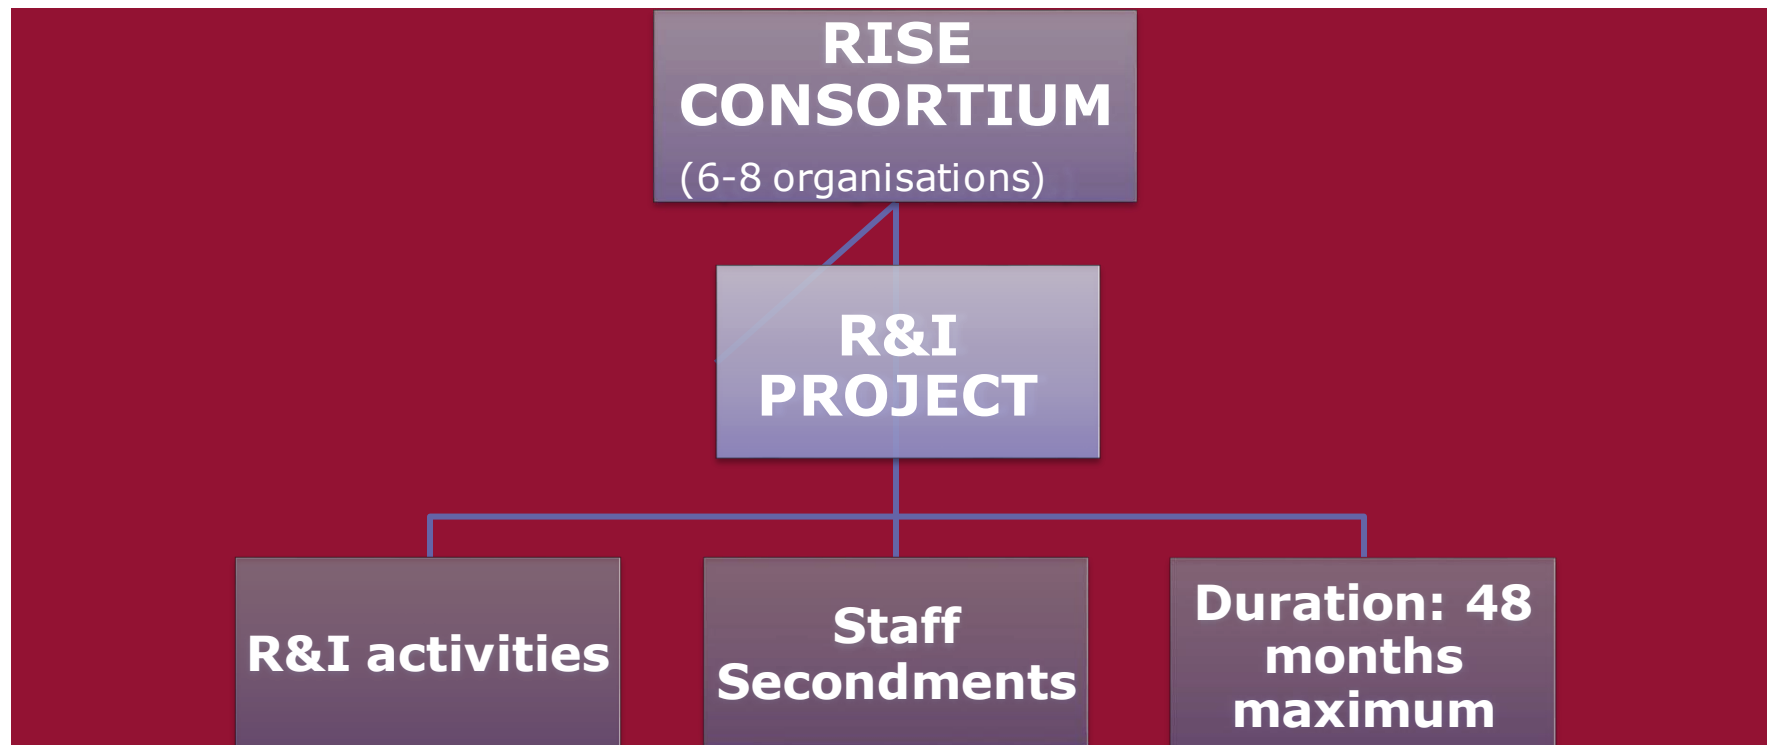 RISE
CONSORTIUM
(6-8 organisations)
R&I
PROJECT
R&I activities
Staff
Secondments
Duration: 48
months
maximum